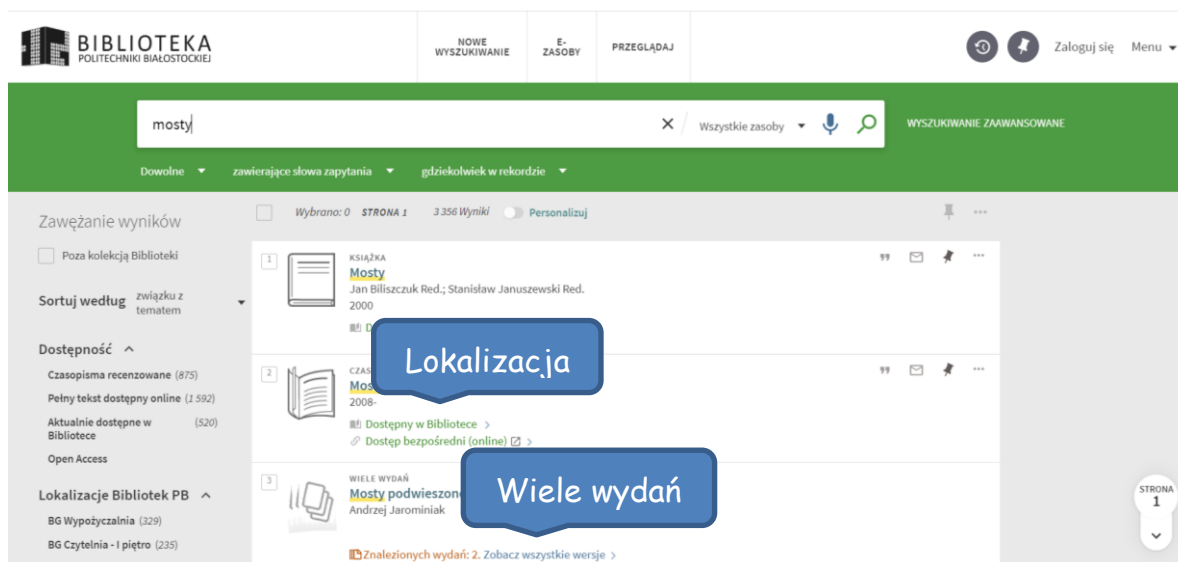 BIBLIOTEKA
POLITECHNIKI BIAŁOSTOCKIEJ
NOWE
WYSZUKIWANIE
E-
ZASOBY
PRZEGLĄDAJ
Zaloguj się
Menu
mosty
Wszystkie zasoby
WYSZUKIWANIE ZAAWANSOWANE
Dowolne
zawierające słowa zapytania
gdziekolwiek w rekordzie
Zawężanie wyników
Poza kolekcją Biblioteki
Sortuj według związku z
tematem
Dostępność
Czasopisma recenzowane (875)
Pełny tekst dostępny online (1 592)
Aktualnie dostępne w (520)
Bibliotece
Open Access
Lokalizacje Bibliotek PB
BG Wypożyczalnia (329)
BG Czytelnia - I piętro (235)
Wybrano: 0 STRONA 1 3 356 Wyniki Personalizuj
1
KSIĄŻKA
Mosty
Jan Biliszczuk Red.; Stanisław Januszewski Red.
2000
Lokalizacja
2
2008-
Dostępny w Bibliotece >
Dostęp bezpośredni (online) >
Wiele wydań
3
WIELE WYDAŃ
Mosty
Andrzej Jarominiak
Znalezionych wydań: 2. Zobacz wszystkie wersje >
STRONA
1